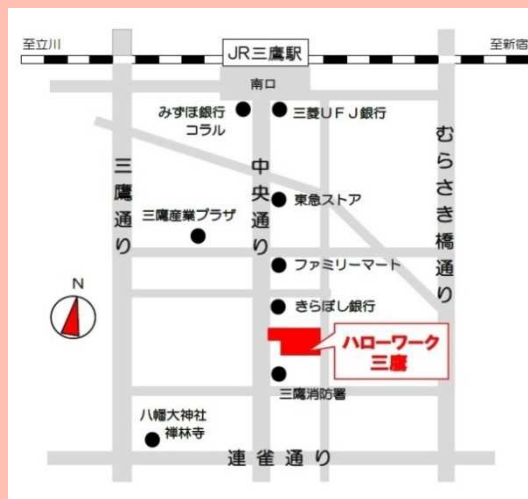 至立川
JR三鷹駅
至新宿
南口
みずほ銀行
コラル
三菱UFJ銀行
三鷹通り
中央通り
むらさき橋通り
東急ストア
三鷹産業プラザ
ファミリーマート
N
きらぼし銀行
ハローワーク
三鷹
三鷹消防署
八幡大神社
禅林寺
連雀通り